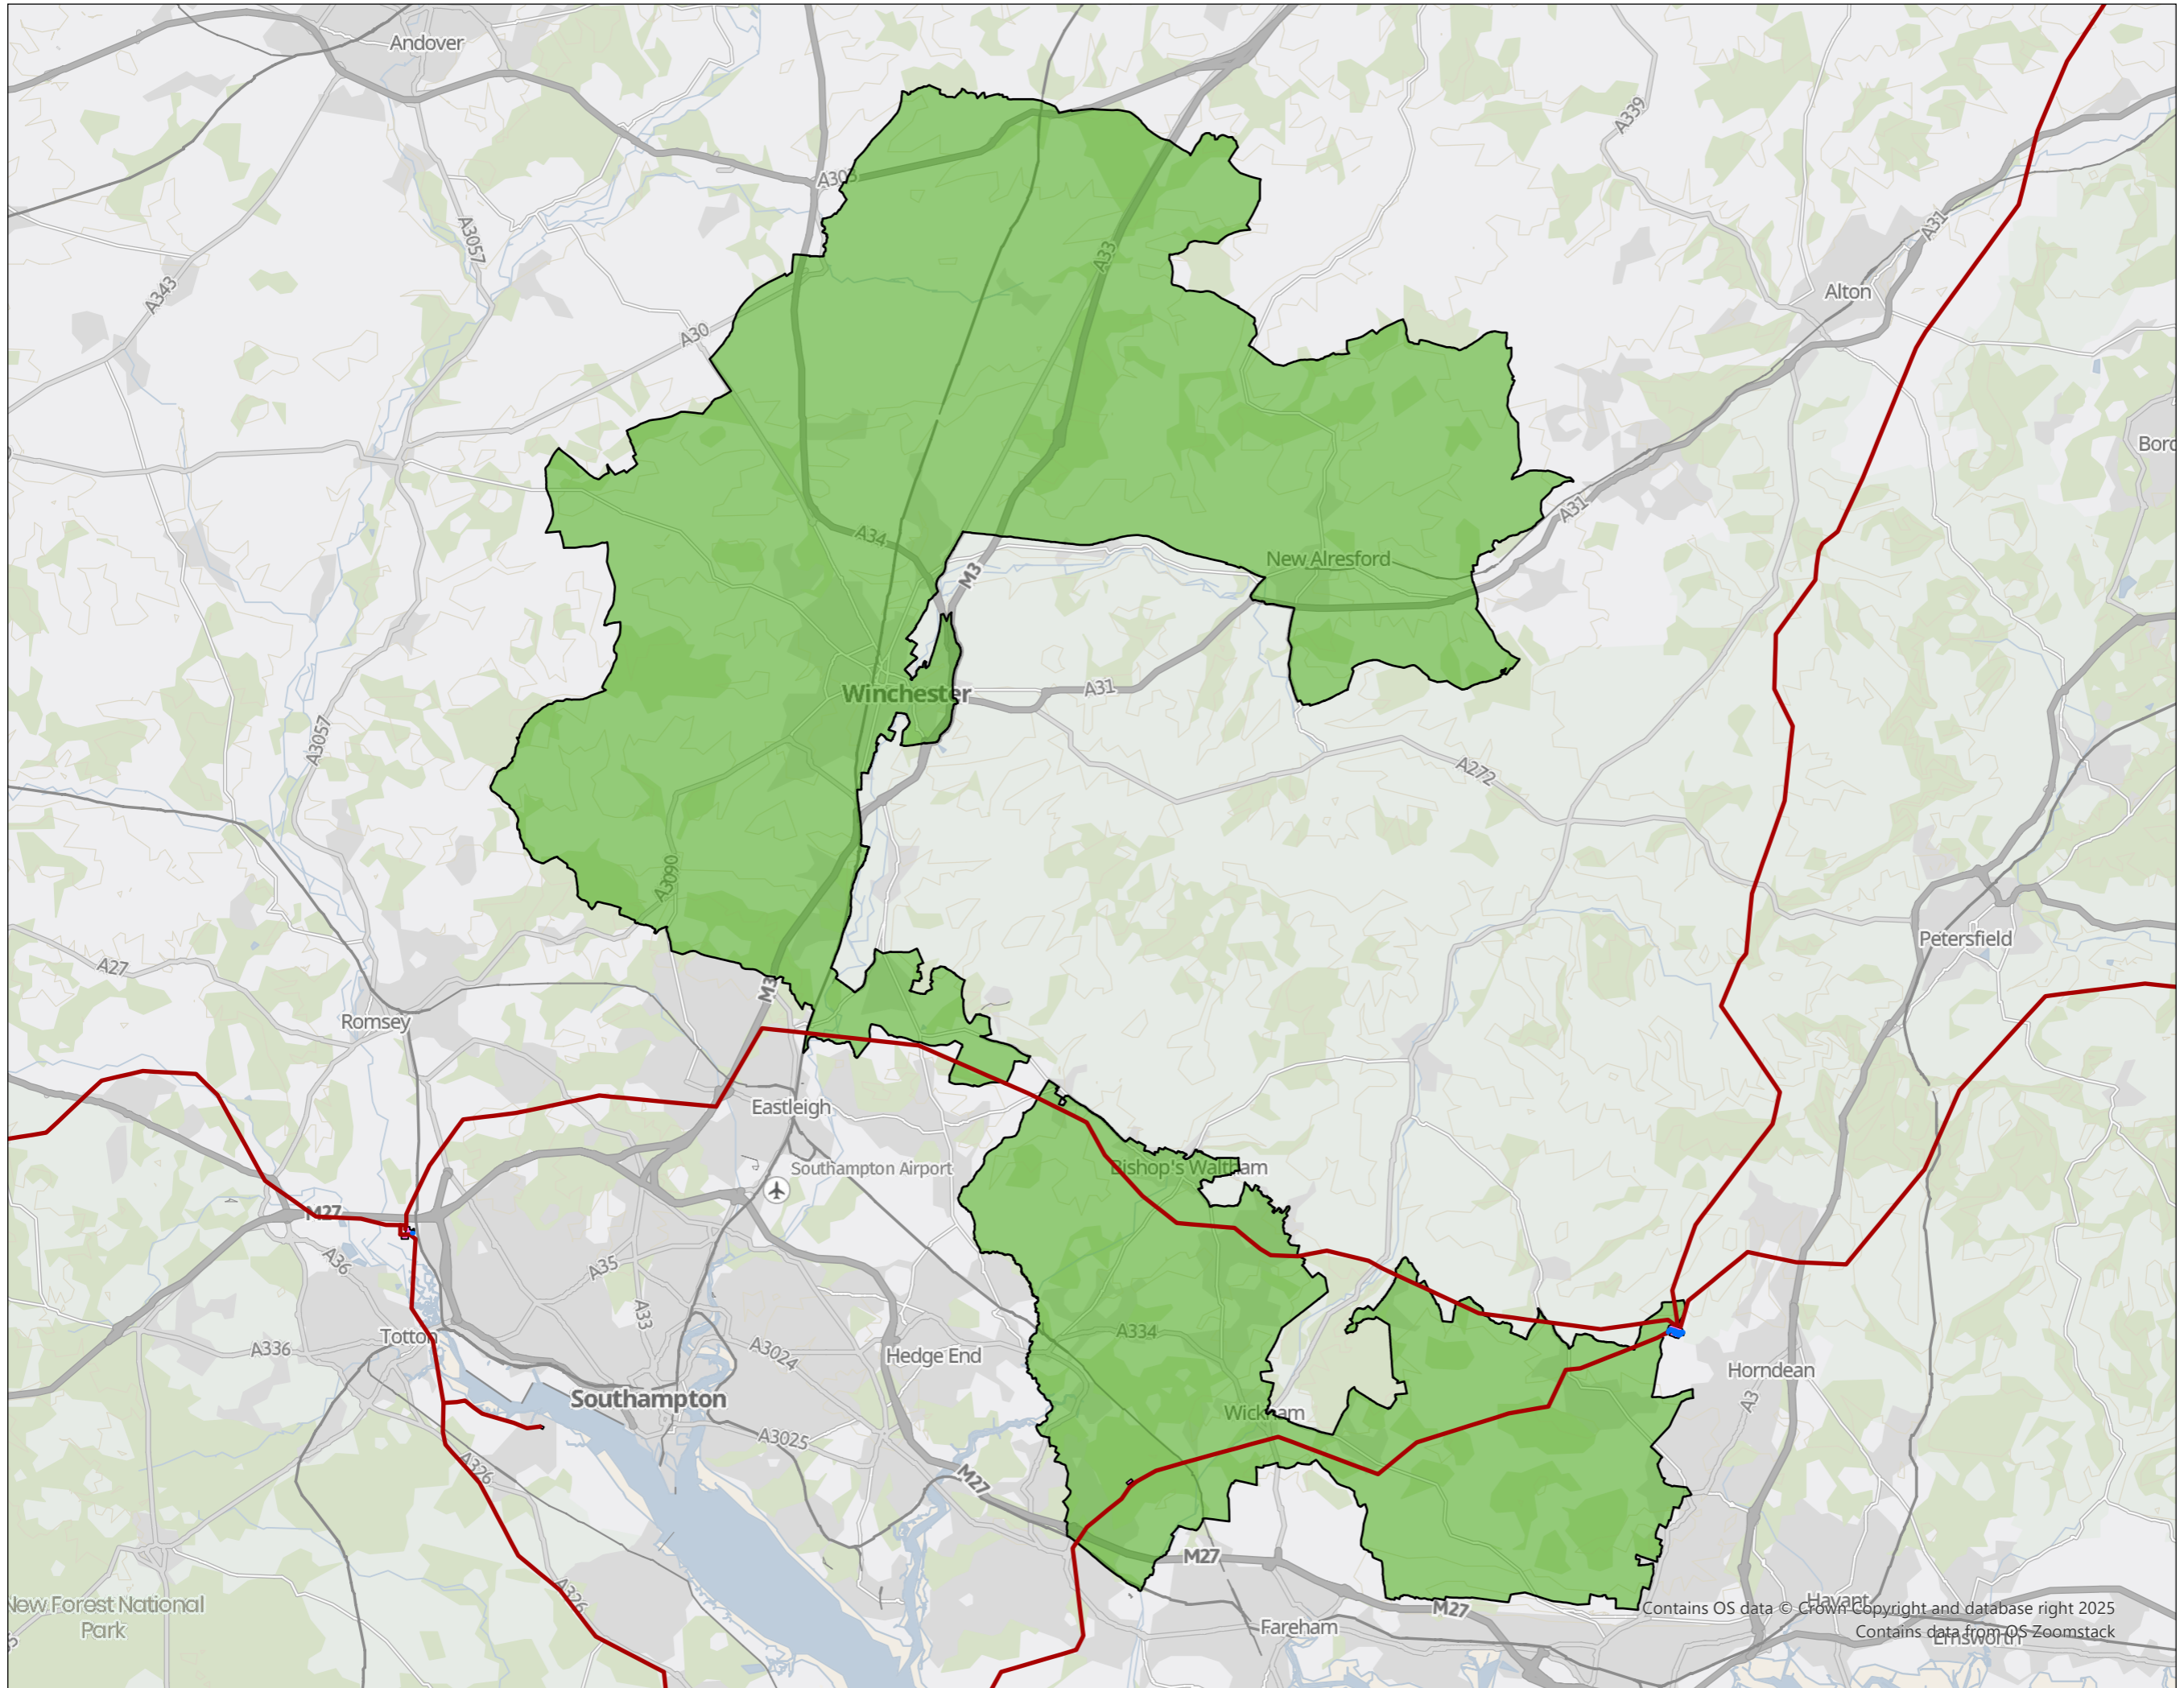 Andover
A303
A339
A3057
A343
A30
A33
A31
Alton
Bord
A31
A34
M3
New Alresford
Winchester
A31
A3057
A272
A3090
A27
M3
Petersfield
Romsey
Eastleigh
Southampton Airport
Bishop's Waltham
M27
A36
A35
A33
A334
Totton
A336
A3024
Hedge End
Horndean
Southampton
Wickham
A3
A3025
A326
M27
M27
A326
New Forest National
Park
M27
Havant
Contains OS data © Crown Copyright and database right 2025
Fareham
Contains data from OS Zoomstack
Emsworth